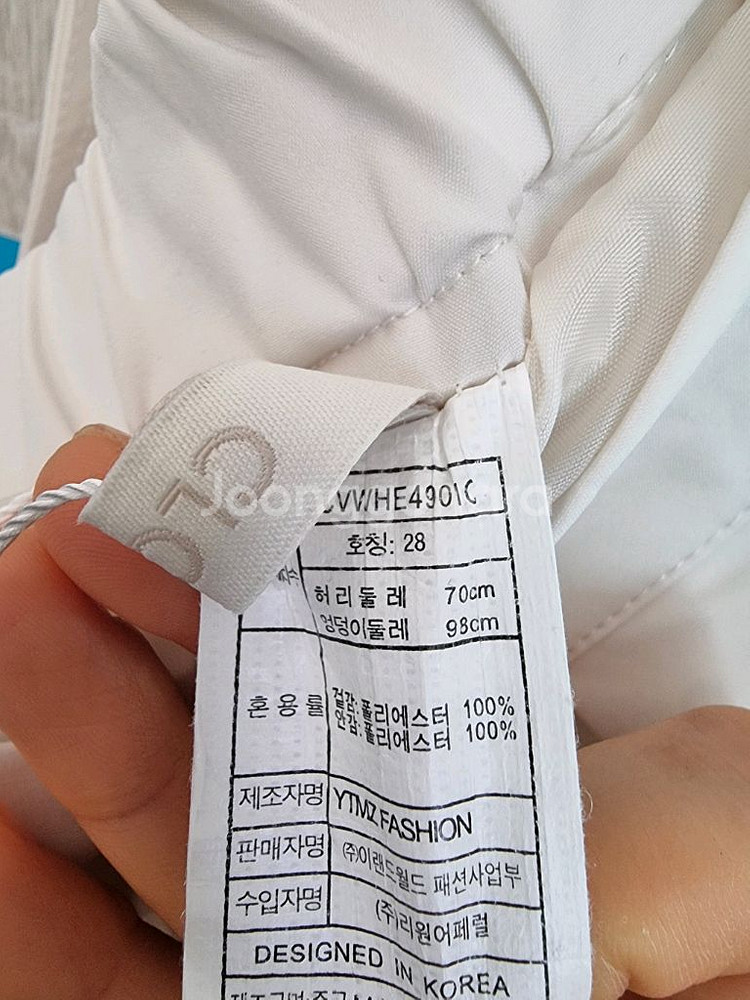 CVWHE4901C
호칭: 28
허리둘레 70cm
엉덩이둘레 98cm
혼용률
겉감:폴리에스터 100%
안감:폴리에스터 100%
제조자명 YTMZ FASHION
판매자명 (주)이랜드월드 패션사업부
수입자명 (주)리원어페럴
DESIGNED IN KOREA